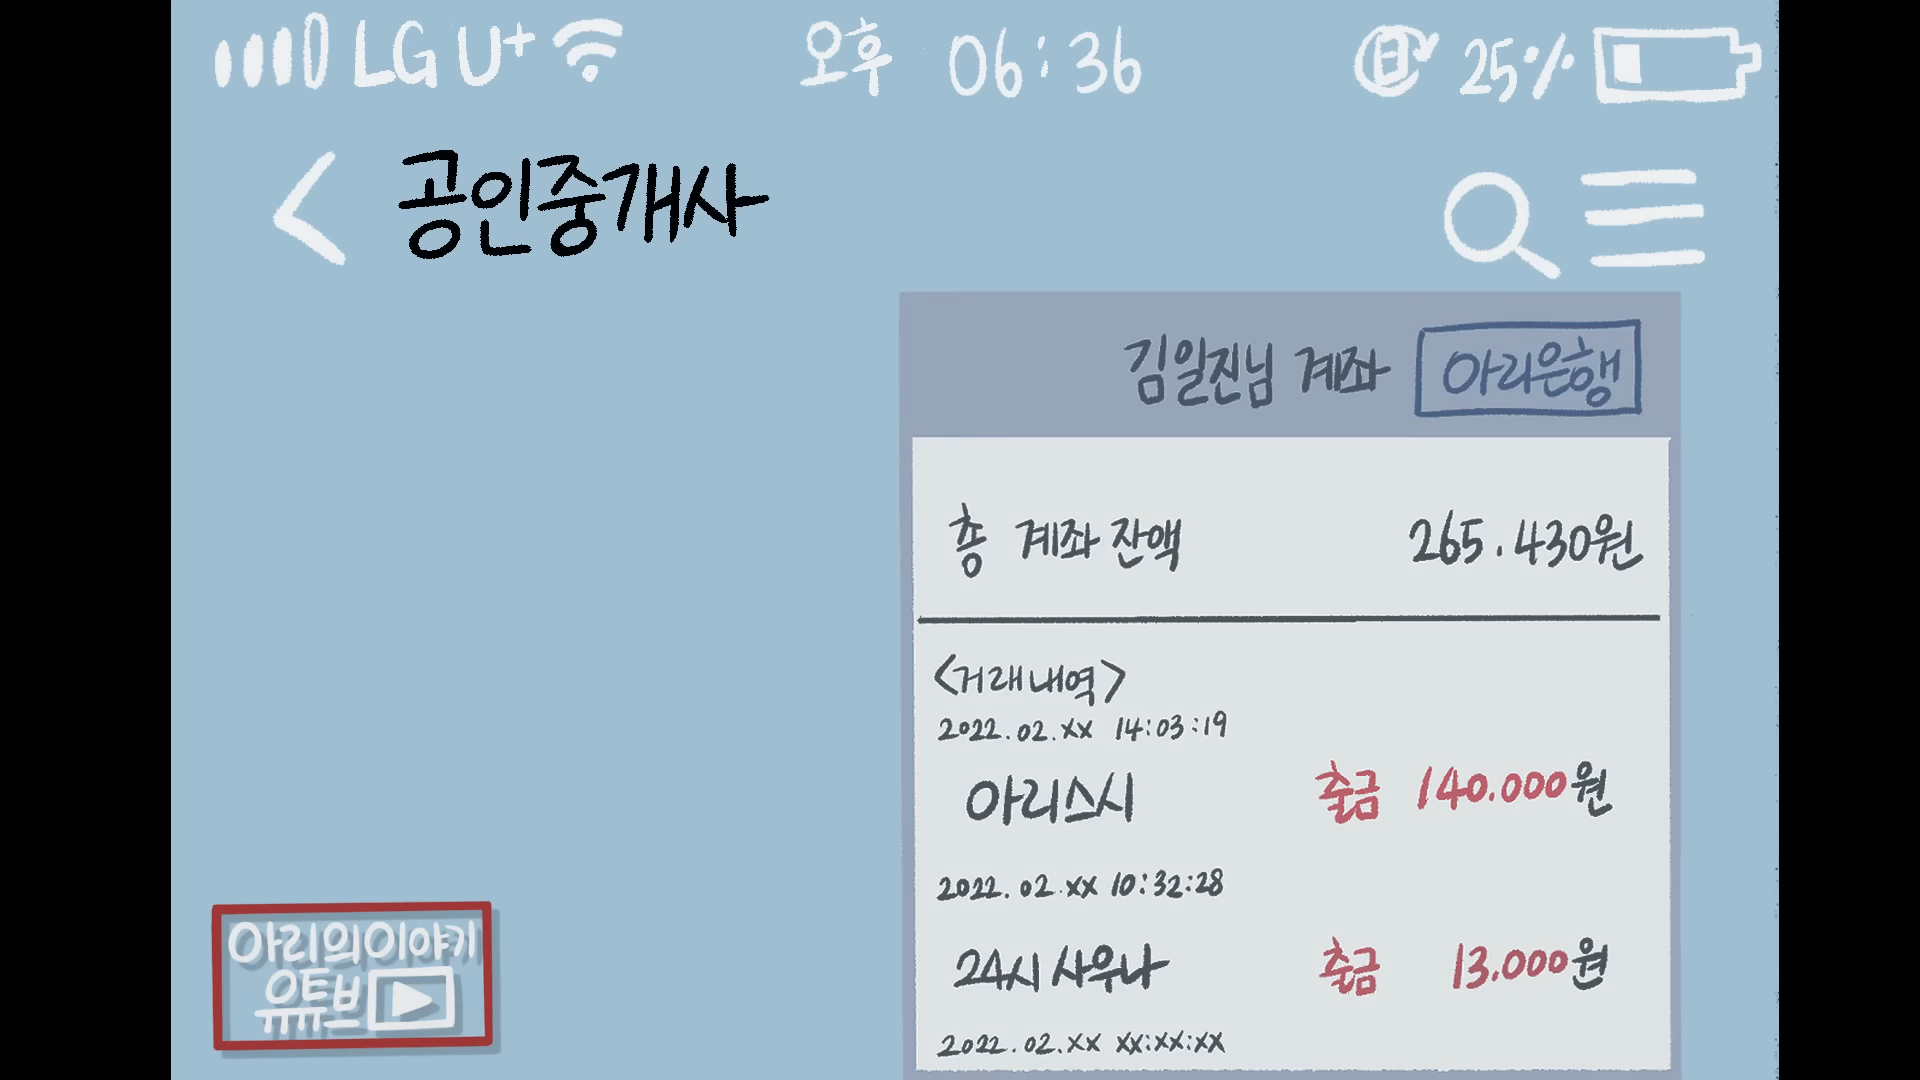 LG U+ 오후 06:36 25%
공인중개사
김일진님 계좌 아리은행
총 계좌 잔액 265.430원
<거래내역>
2022.02.xx 14:03:19
아리스시 출금 140.000원
2022.02.xx 10:32:28
24시 사우나 출금 13.000원
2022.02.xx xx:xx:xx
아리의이야기
유튜브